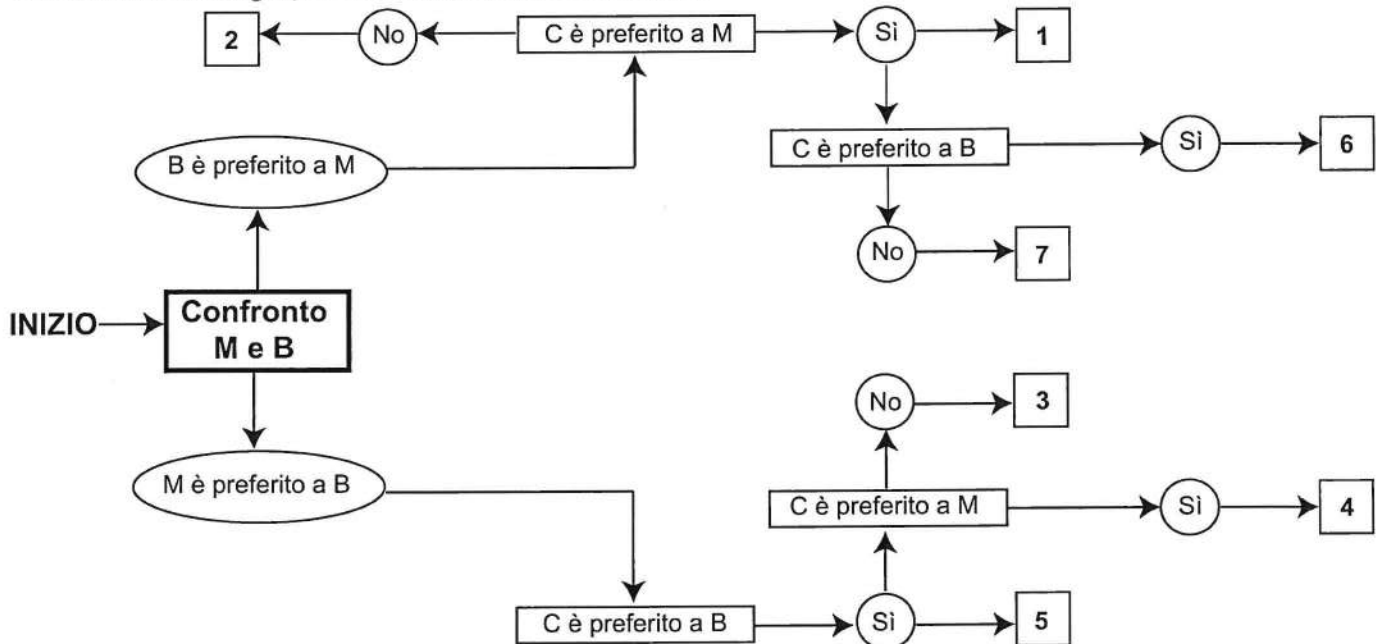 2
No
C è preferito a M
Sì
1
B è preferito a M
C è preferito a B
Sì
6
No
7
INIZIO
Confronto
M e B
No
3
M è preferito a B
C è preferito a M
Sì
4
C è preferito a B
Sì
5